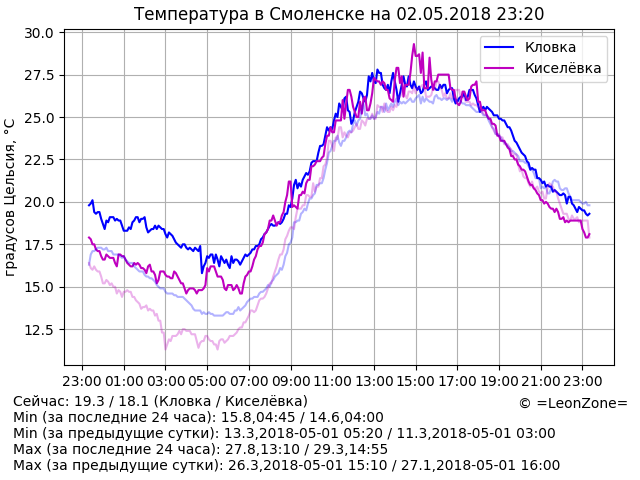 Температура в Смоленске на 02.05.2018 23:20
градусов Цельсия, °C
30.0
27.5
25.0
22.5
20.0
17.5
15.0
12.5
Кловка
Киселёвка
23:00 01:00 03:00 05:00 07:00 09:00 11:00 13:00 15:00 17:00 19:00 21:00 23:00
Сейчас: 19.3 / 18.1 (Кловка / Киселёвка)
© =LeonZone=
Min (за последние 24 часа): 15.8,04:45 / 14.6,04:00
Min (за предыдущие сутки): 13.3,2018-05-01 05:20 / 11.3,2018-05-01 03:00
Max (за последние 24 часа): 27.8,13:10 / 29.3,14:55
Max (за предыдущие сутки): 26.3,2018-05-01 15:10 / 27.1,2018-05-01 16:00